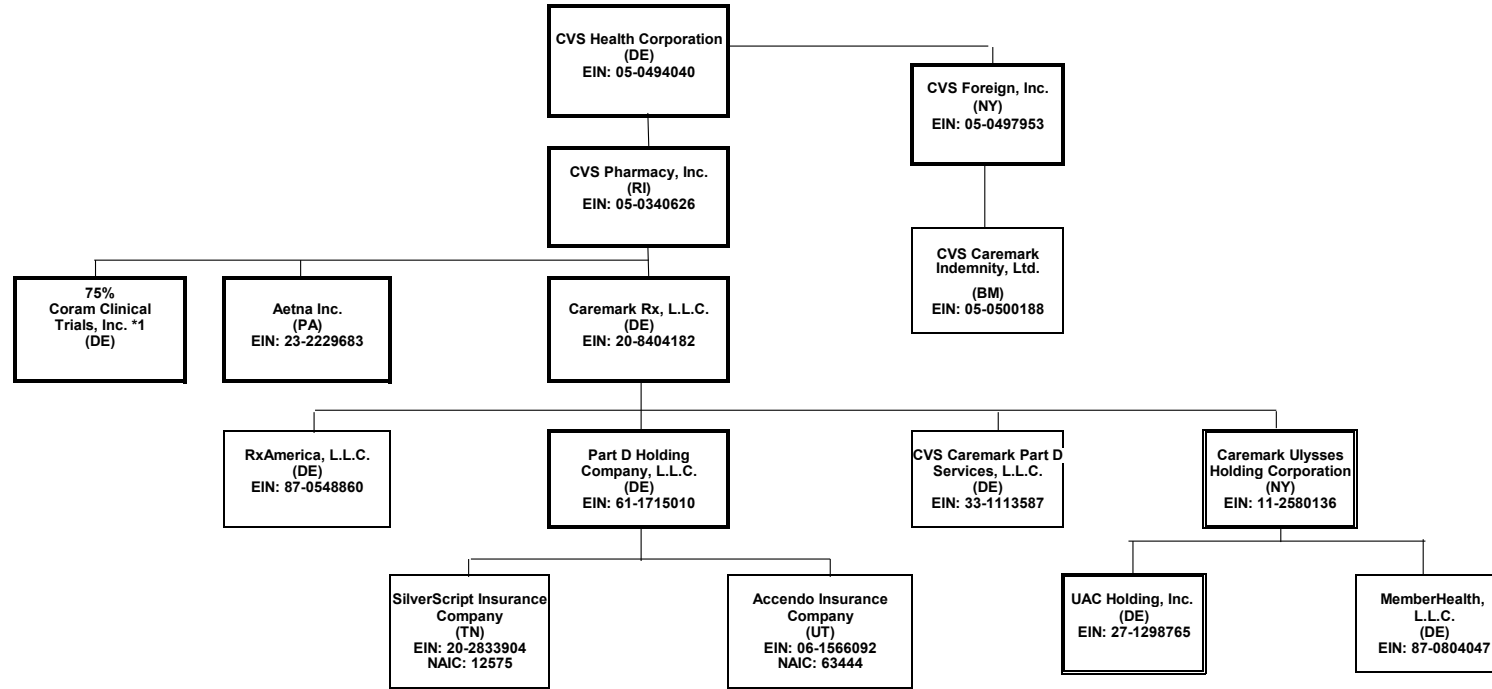 CVS Health Corporation
(DE)
EIN: 05-0494040
CVS Foreign, Inc.
(NY)
EIN: 05-0497953
CVS Pharmacy, Inc.
(RI)
EIN: 05-0340626
CVS Caremark
Indemnity, Ltd.
(BM)
EIN: 05-0500188
75%
Coram Clinical
Trials, Inc. *1
(DE)
Aetna Inc.
(PA)
EIN: 23-2229683
Caremark Rx, L.L.C.
(DE)
EIN: 20-8404182
RxAmerica, L.L.C.
(DE)
EIN: 87-0548860
Part D Holding
Company, L.L.C.
(DE)
EIN: 61-1715010
CVS Caremark Part D
Services, L.L.C.
(DE)
EIN: 33-1113587
Caremark Ulysses
Holding Corporation
(NY)
EIN: 11-2580136
SilverScript Insurance
Company
(TN)
EIN: 20-2833904
NAIC: 12575
Accendo Insurance
Company
(UT)
EIN: 06-1566092
NAIC: 63444
UAC Holding, Inc.
(DE)
EIN: 27-1298765
MemberHealth,
L.L.C.
(DE)
EIN: 87-0804047